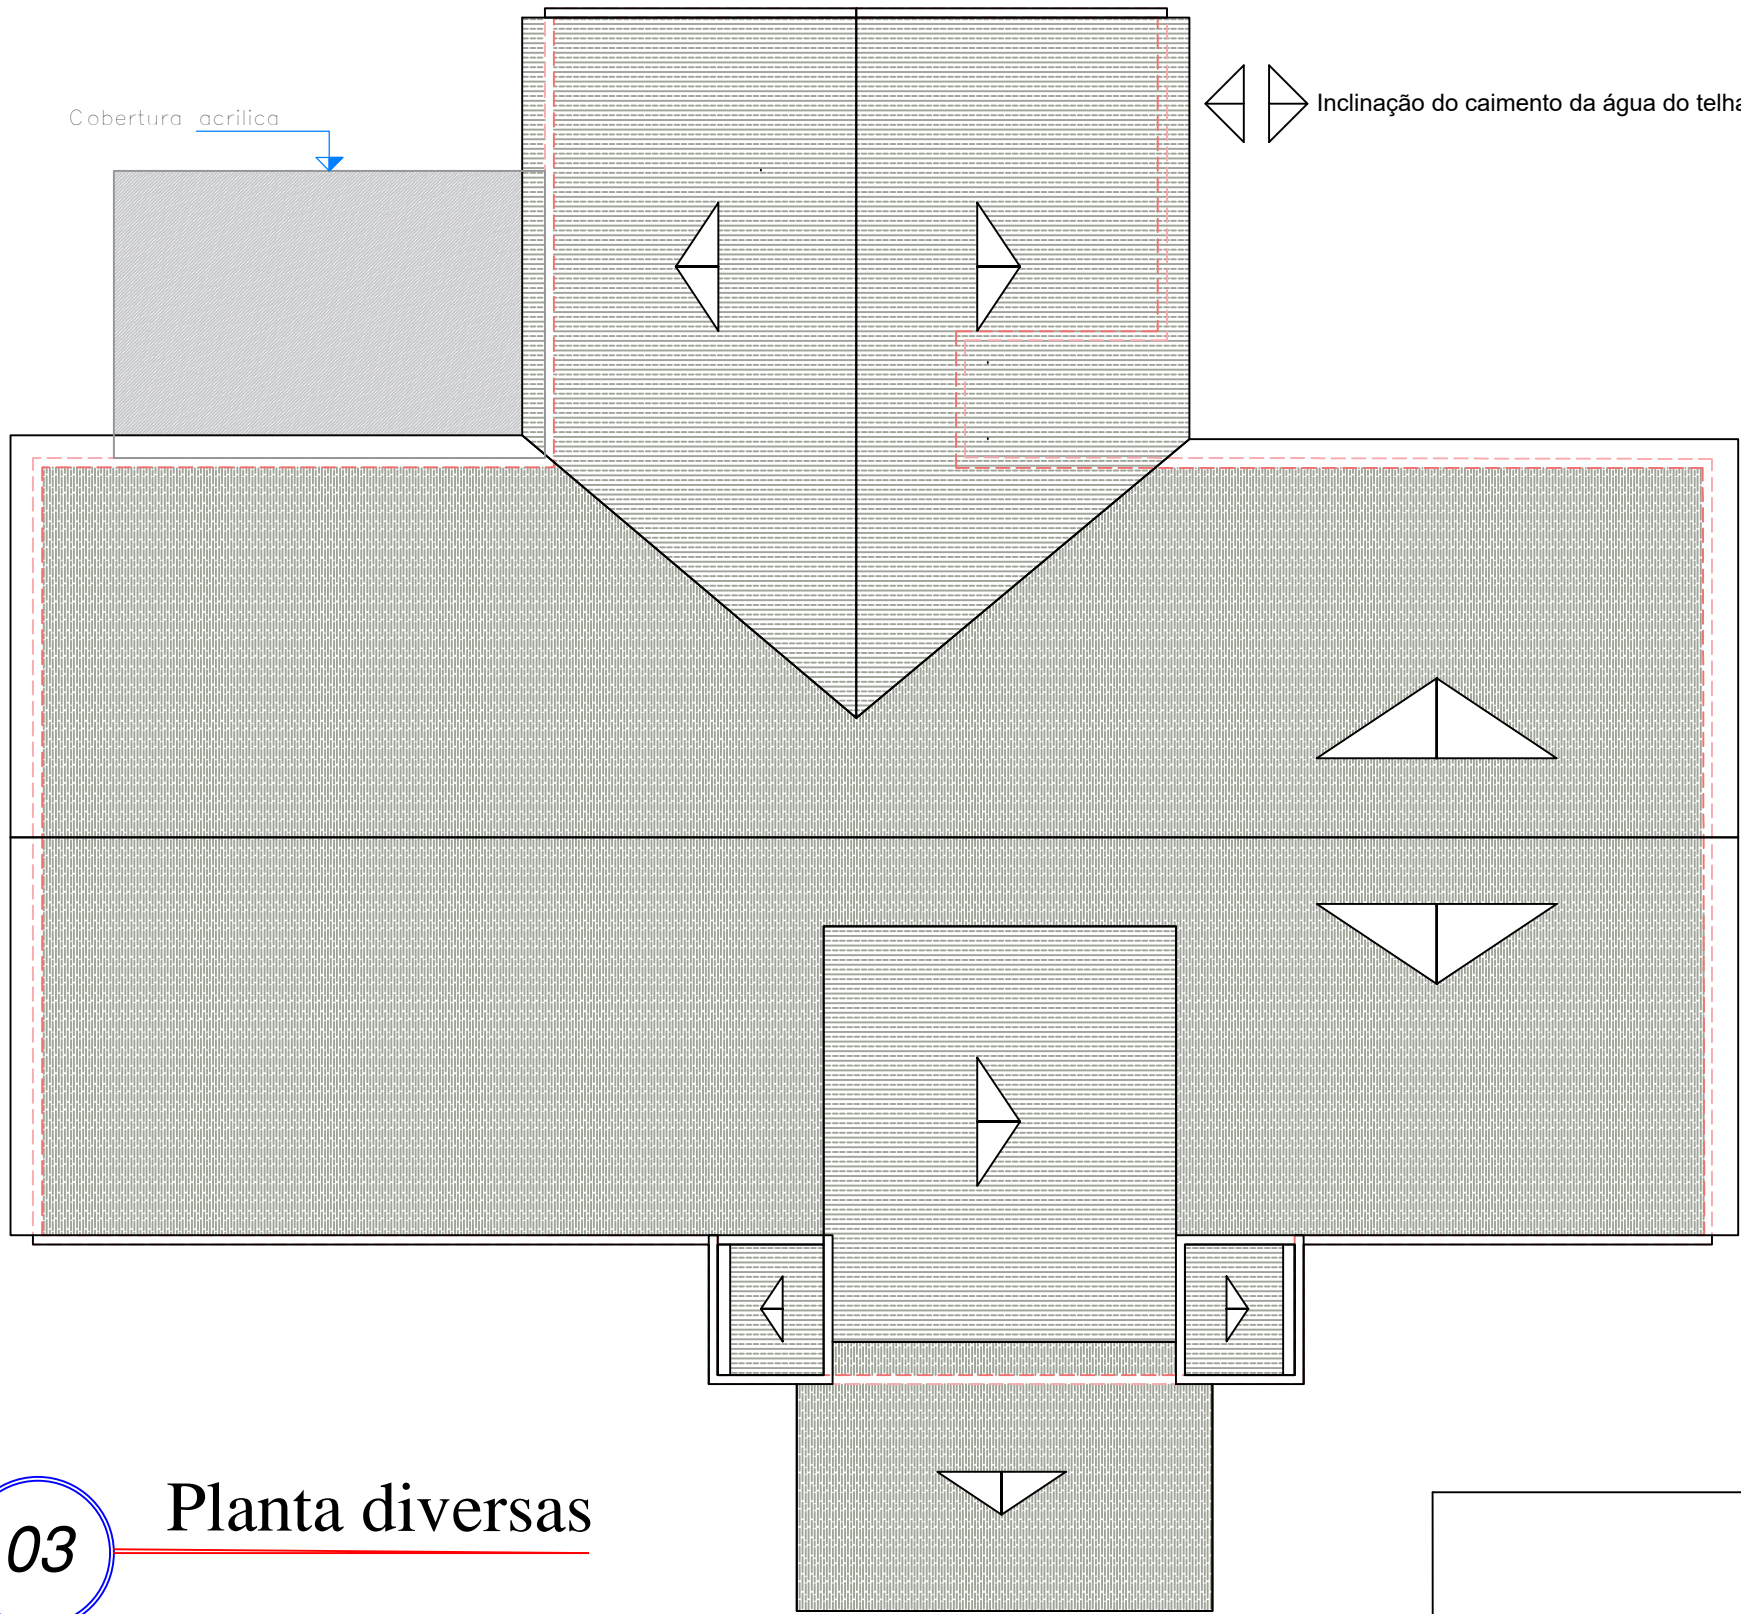 Cobertura acrilica
Inclinação do caimento da água do telha
Planta diversas
03